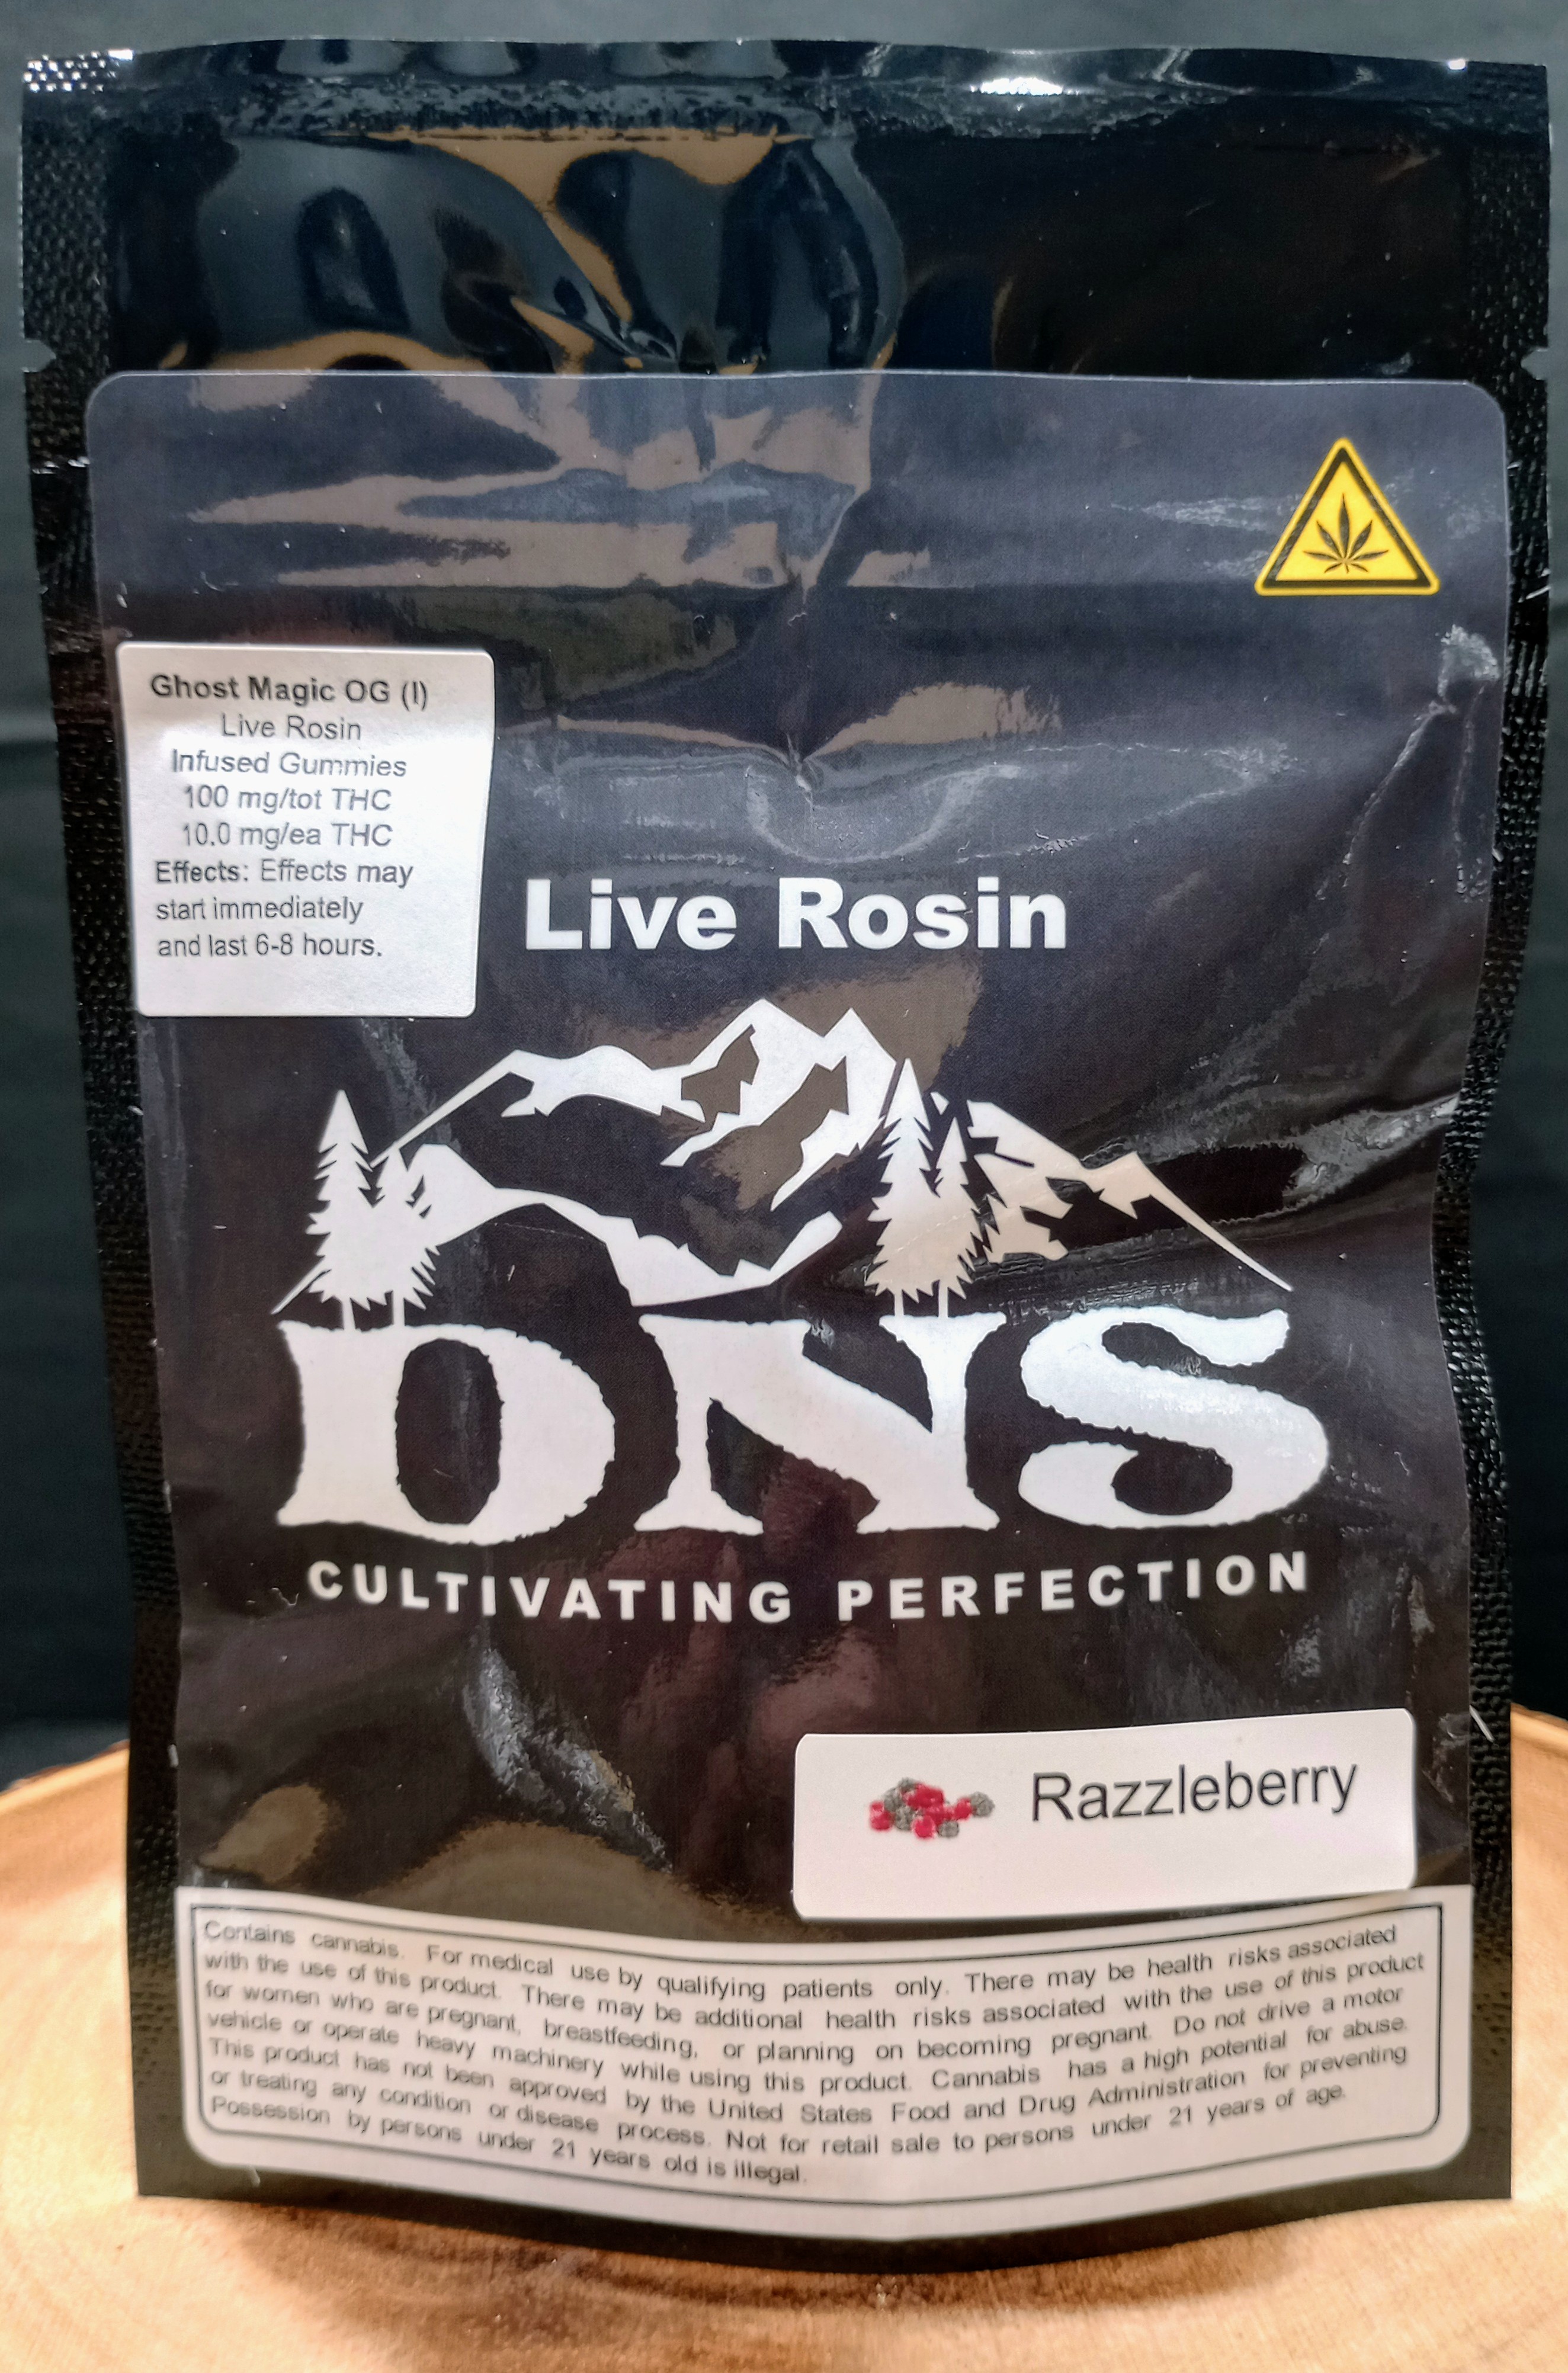 Ghost Magic OG (I)
Live Rosin
Infused Gummies
100 mg/tot THC
10.0 mg/ea THC
Effects: Effects may
start immediately
and last 6-8 hours.
Live Rosin
DNS
CULTIVATING PERFECTION
Razzleberry
Contains cannabis. For medical use by qualifying patients only. There may be health risks associated
with the use of this product. There may be additional health risks associated with the use of this product
for women who are pregnant, breastfeeding, or planning on becoming pregnant. Do not drive a motor
vehicle or operate heavy machinery while using this product. Cannabis has a high potential for abuse.
This product has not been approved by the United States Food and Drug Administration for preventing
or treating any condition or disease process. Not for retail sale to persons under 21 years of age.
Possession by persons under 21 years old is illegal.